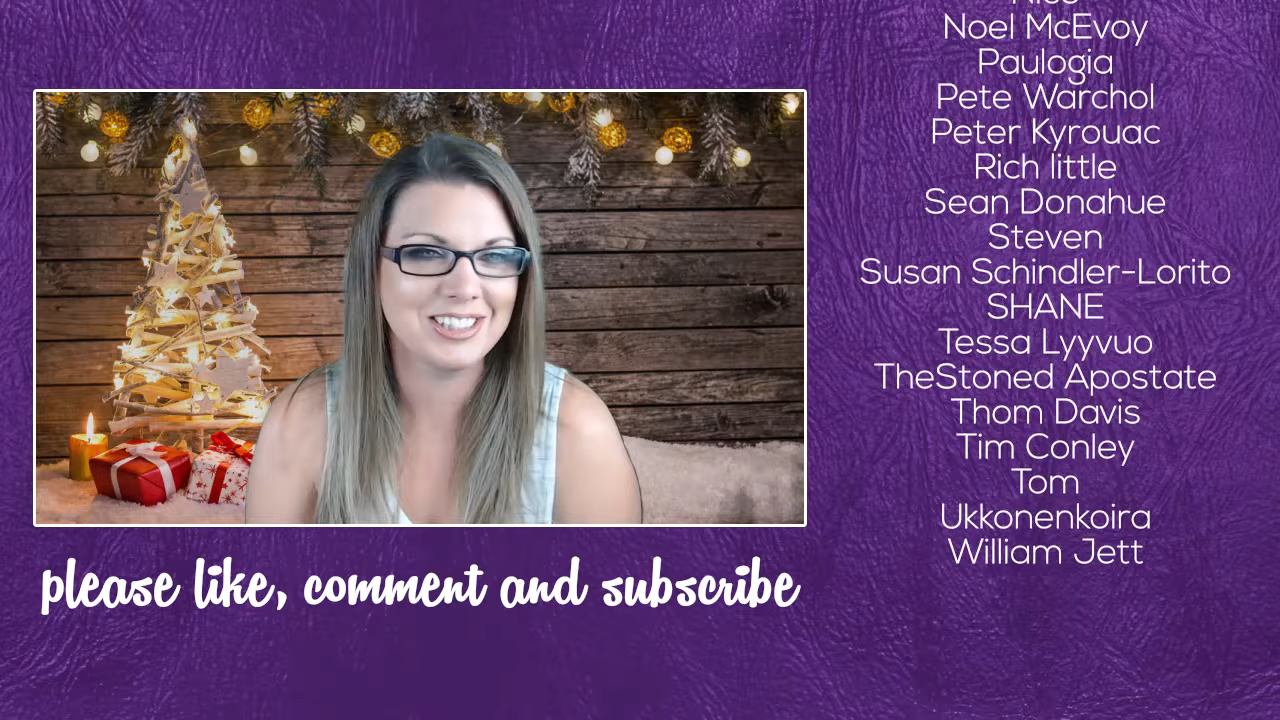 Noel McEvoy
Paulogia
Pete Warchol
Peter Kyrouac
Rich little
Sean Donahue
Steven
Susan Schindler-Lorito
SHANE
Tessa Lyyvuo
TheStoned Apostate
Thom Davis
Tim Conley
Tom
Ukkonenkoira
William Jett
please like, comment and subscribe